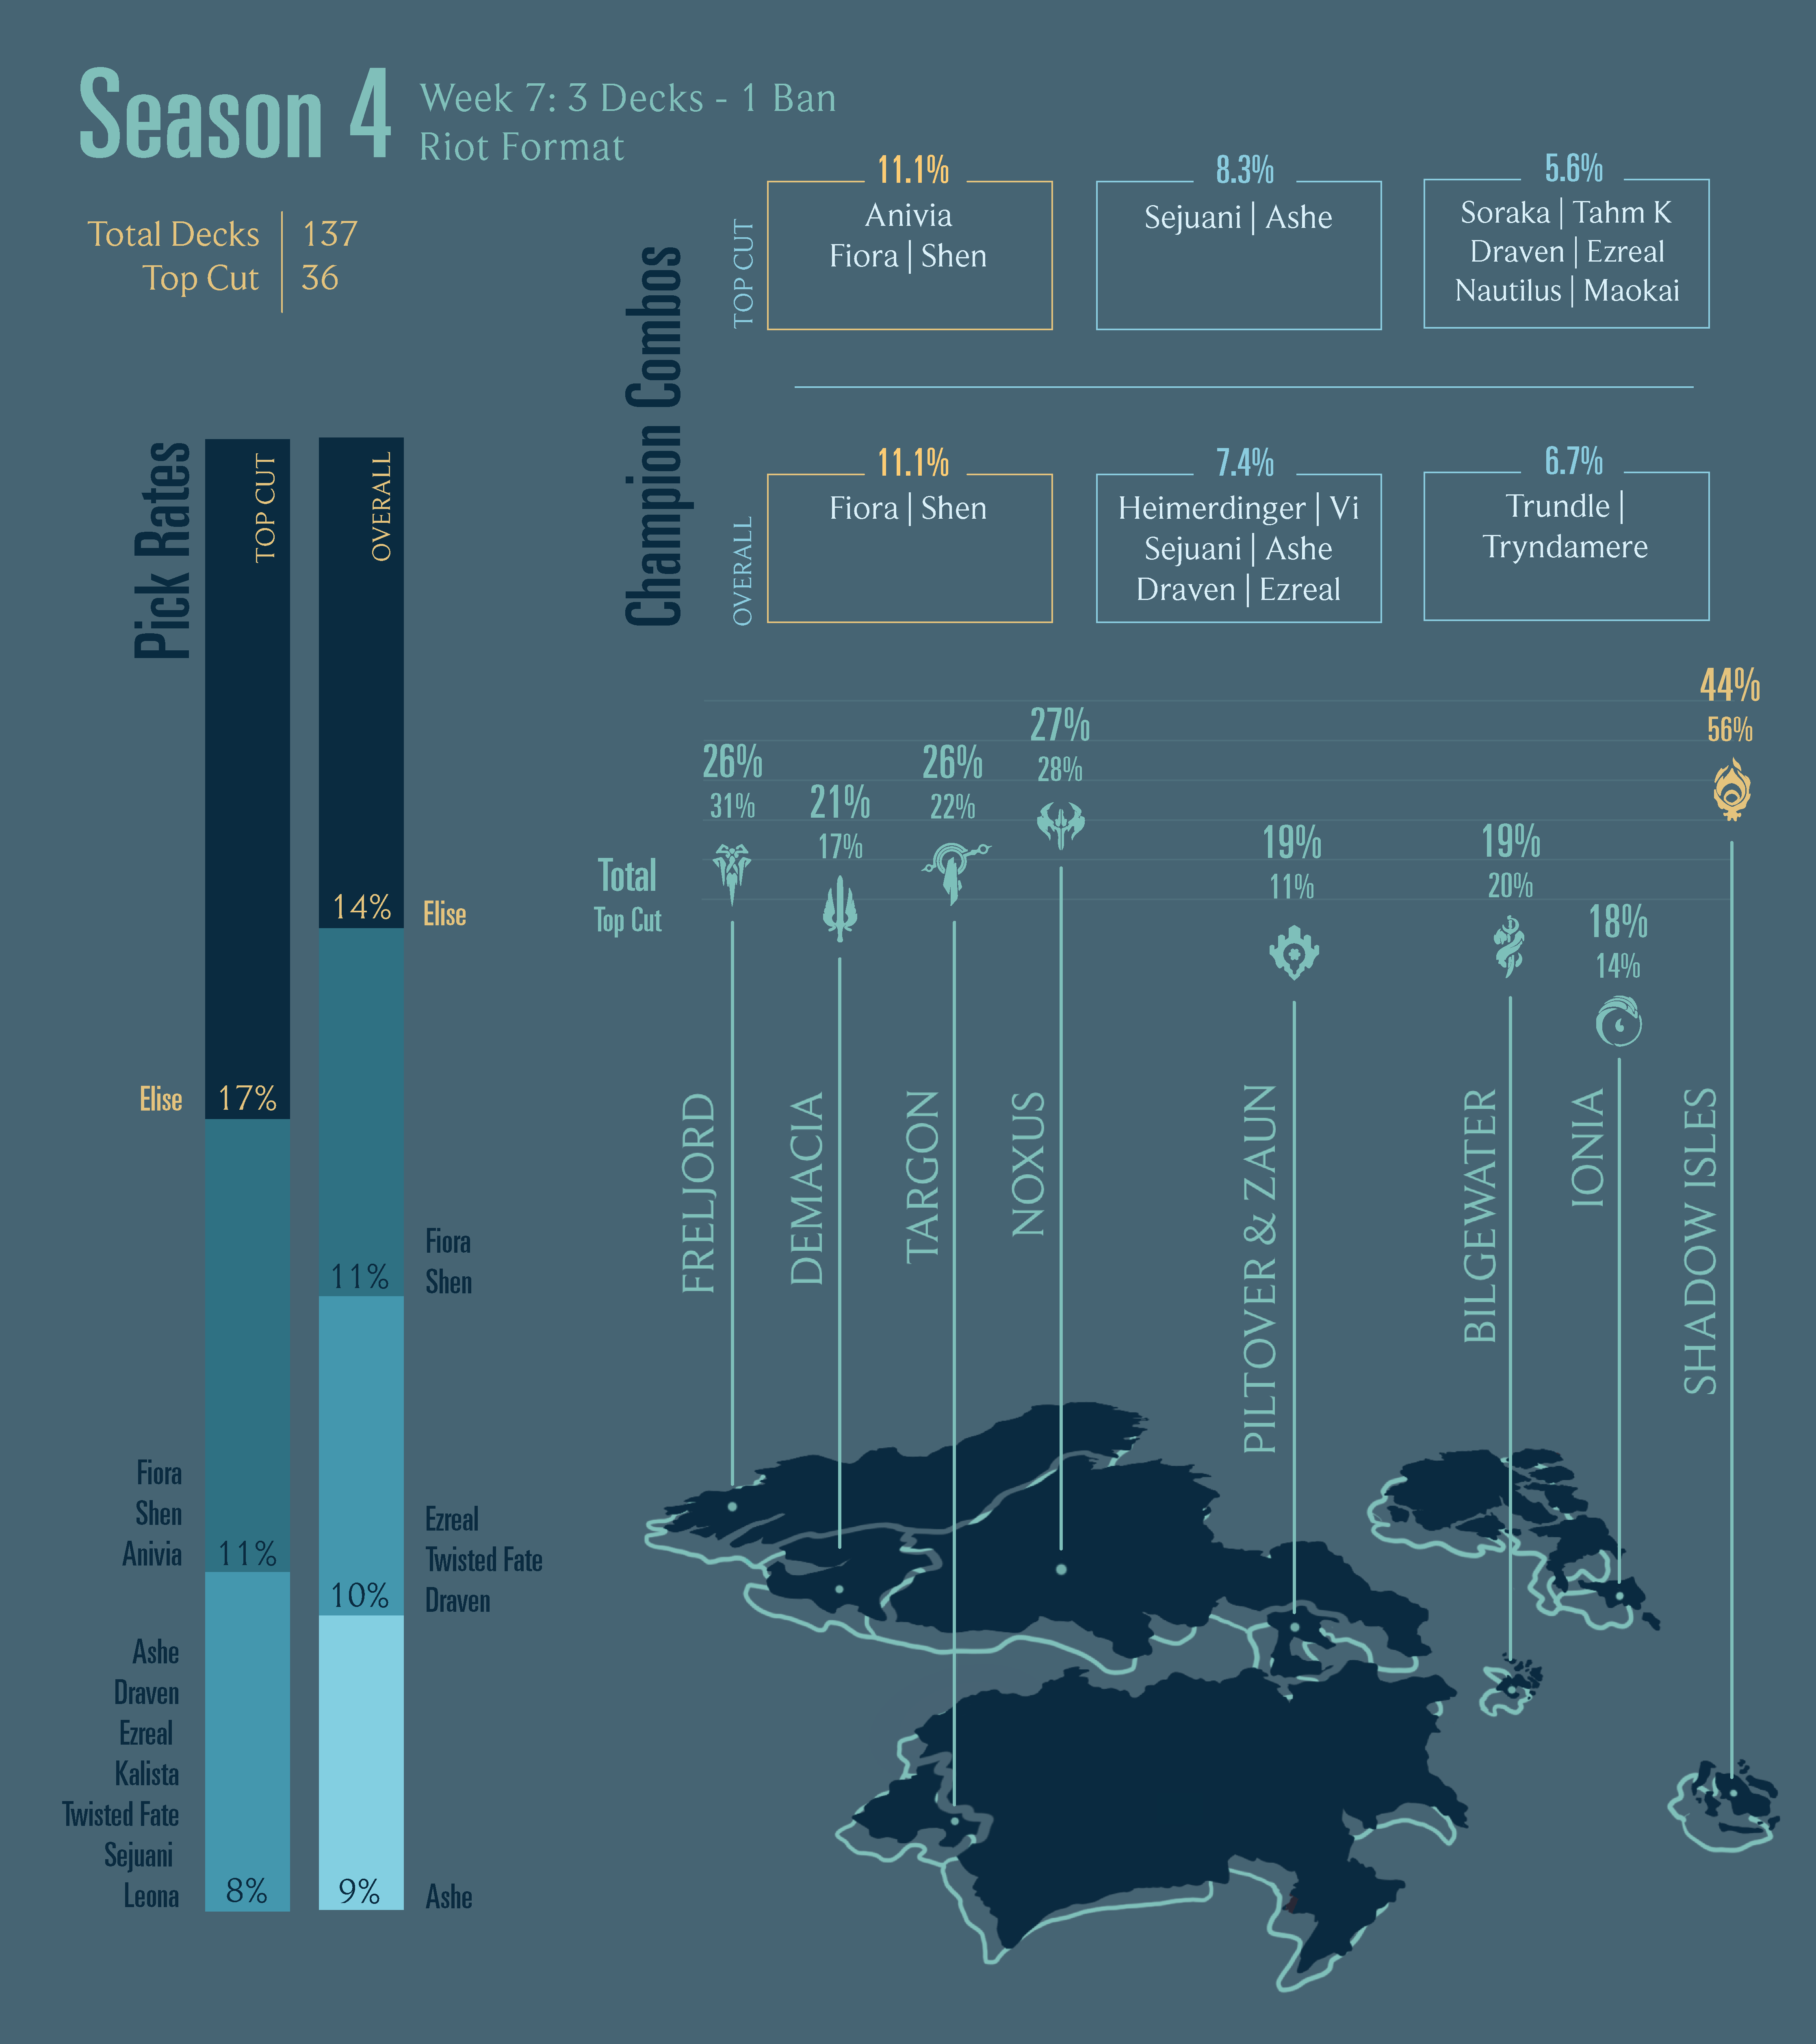 Season 4
Week 7: 3 Decks - 1 Ban
Riot Format
Total Decks 137
Top Cut 36
Champion Combos
TOP CUT
11.1%
Anivia
Fiora | Shen
8.3%
Sejuani | Ashe
5.6%
Soraka | Tahm K
Draven | Ezreal
Nautilus | Maokai
OVERALL
11.1%
Fiora | Shen
7.4%
Heimerdinger | Vi
Sejuani | Ashe
Draven | Ezreal
6.7%
Trundle |
Tryndamere
Pick Rates
TOP CUT
Elise 17%
Fiora
Shen
Anivia 11%
Ashe
Draven
Ezreal
Kalista
Twisted Fate
Sejuani
Leona 8%
OVERALL
14% Elise
Fiora
11% Shen
Ezreal
Twisted Fate
10% Draven
9% Ashe
Total
Top Cut
26%
31%
FRELJORD
21%
17%
DEMACIA
26%
22%
TARGON
27%
28%
NOXUS
19%
11%
PILTOVER & ZAUN
19%
20%
BILGEWATER
18%
14%
IONIA
44%
56%
SHADOW ISLES